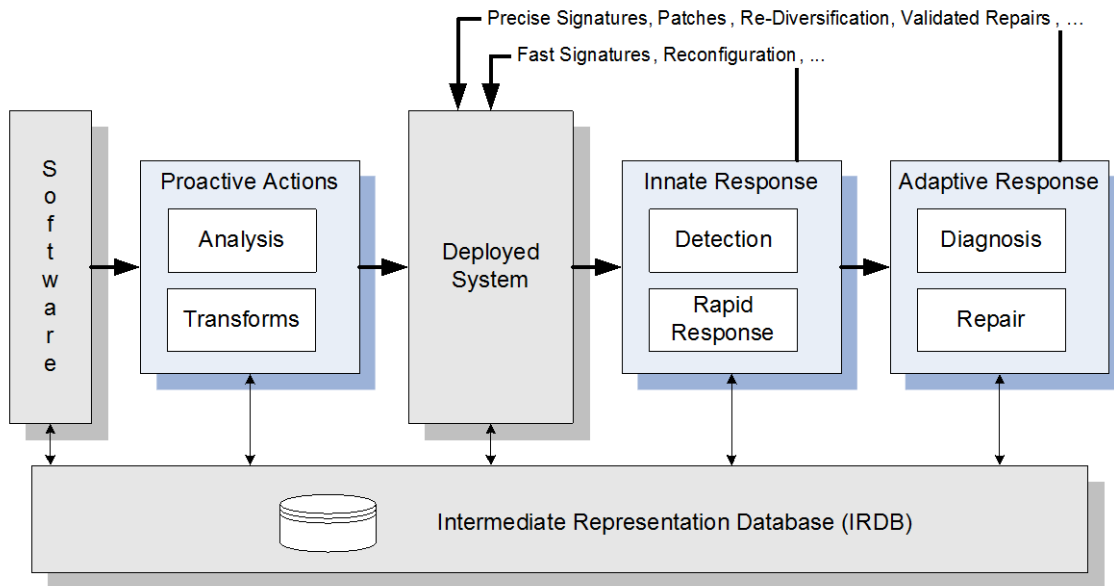 Precise Signatures, Patches, Re-Diversification, Validated Repairs, ...
Fast Signatures, Reconfiguration, ...
Software
Proactive Actions
Analysis
Transforms
Deployed
System
Innate Response
Detection
Rapid
Response
Adaptive Response
Diagnosis
Repair
Intermediate Representation Database (IRDB)